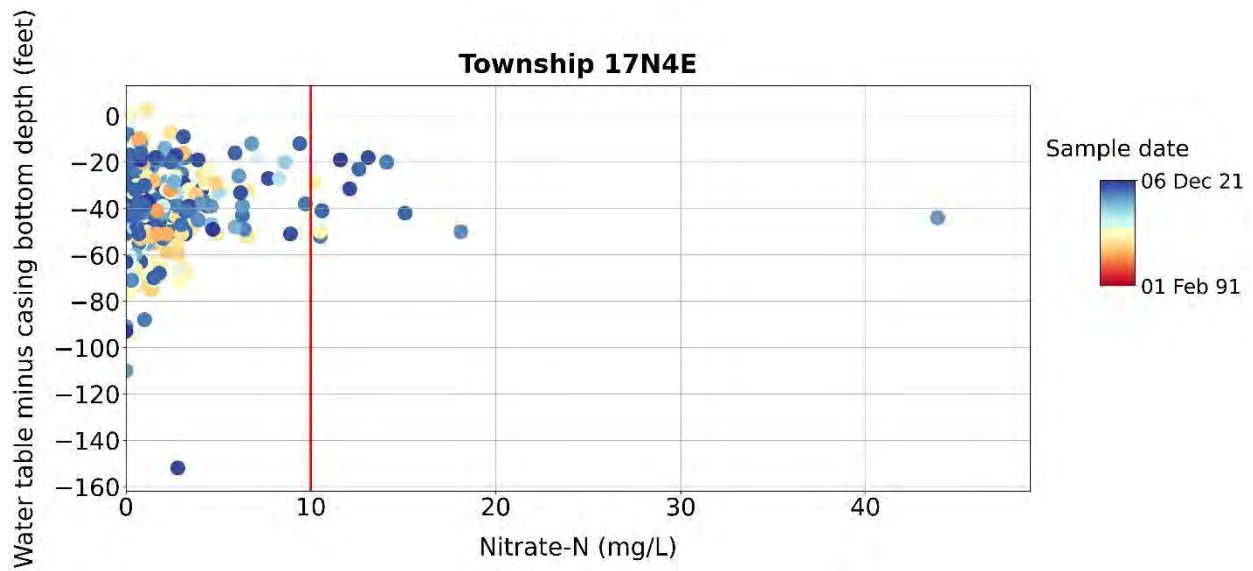 Township 17N4E
Water table minus casing bottom depth (feet)
0
−20
−40
−60
−80
−100
−120
−140
−160
0 10 20 30 40
Nitrate-N (mg/L)
Sample date
06 Dec 21
01 Feb 91